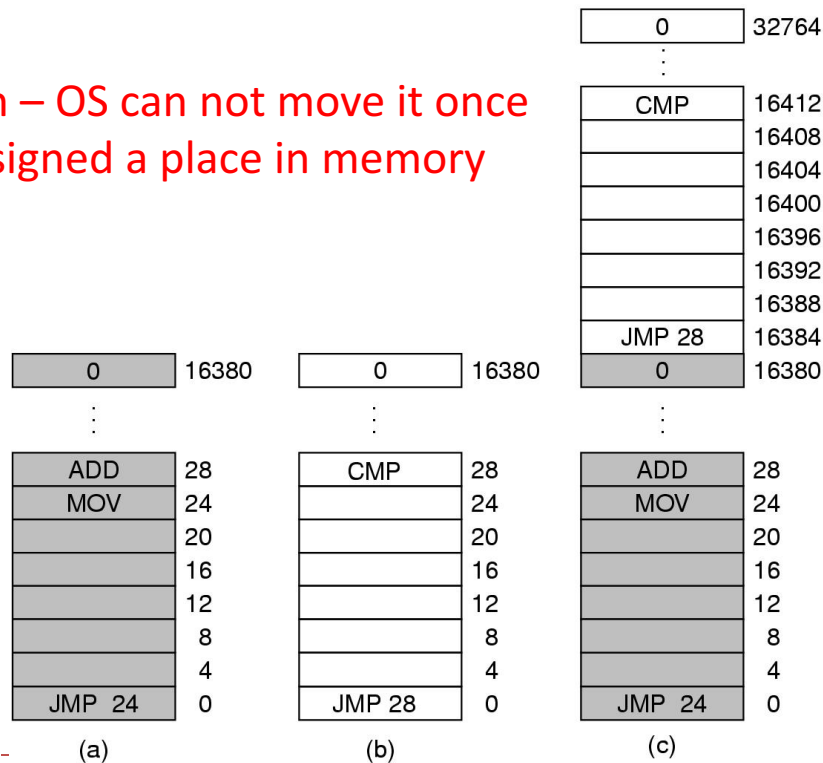 n – OS can not move it once
signed a place in memory
0 32764
CMP 16412
16408
16404
16400
16396
16392
16388
JMP 28 16384
0 16380
0 16380
0 16380
ADD 28
MOV 24
20
16
12
8
4
JMP 24 0
(a)
CMP 28
24
20
16
12
8
4
JMP 28 0
(b)
ADD 28
MOV 24
20
16
12
8
4
JMP 24 0
(c)